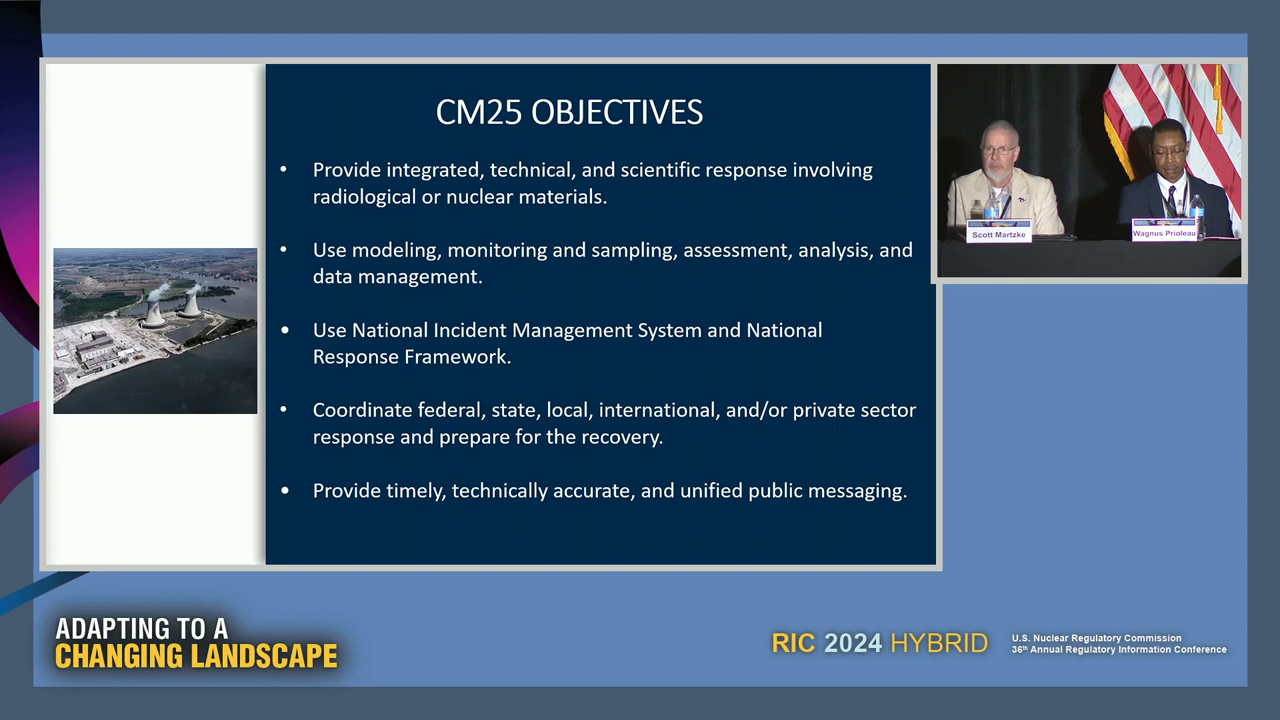 CM25 OBJECTIVES
• Provide integrated, technical, and scientific response involving
radiological or nuclear materials.
• Use modeling, monitoring and sampling, assessment, analysis, and
data management.
• Use National Incident Management System and National
Response Framework.
• Coordinate federal, state, local, international, and/or private sector
response and prepare for the recovery.
• Provide timely, technically accurate, and unified public messaging.
Scott Martzke
Wagnus Prioleau
ADAPTING TO A
CHANGING LANDSCAPE
RIC 2024 HYBRID
U.S. Nuclear Regulatory Commission
36th Annual Regulatory Information Conference